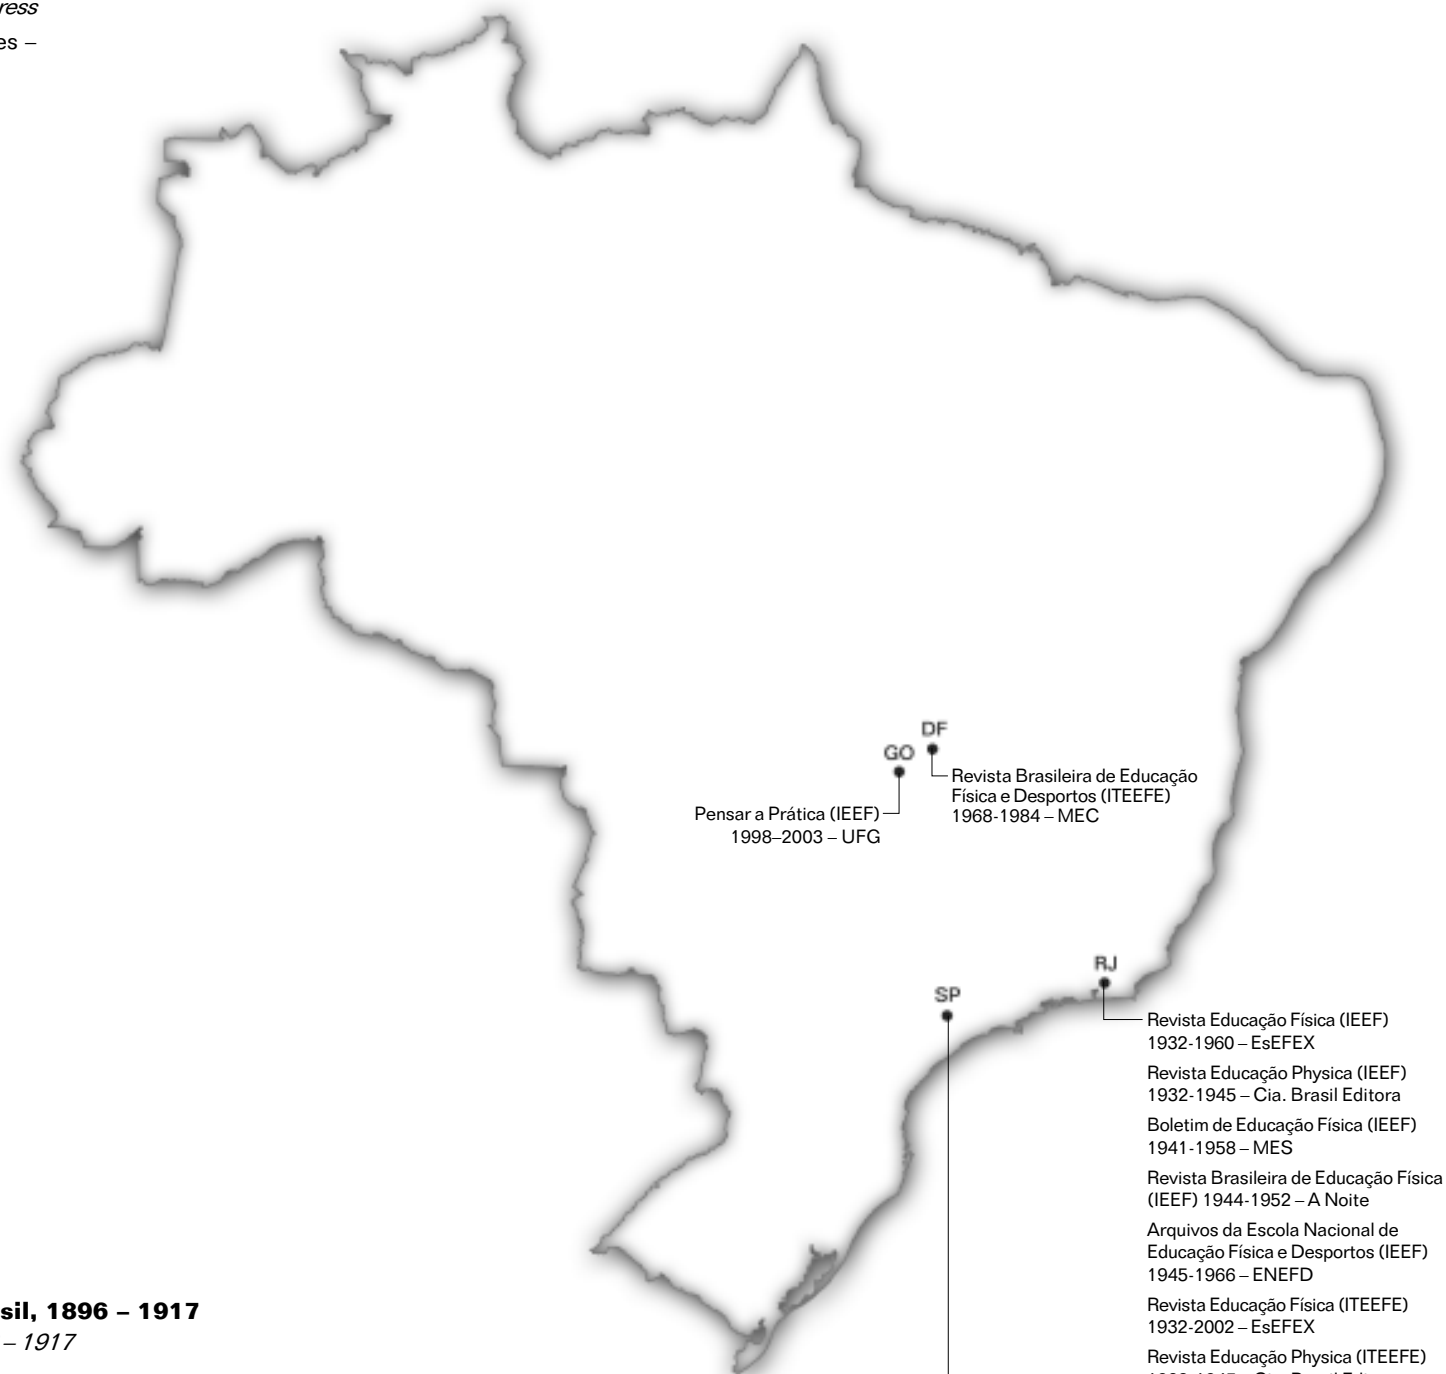 ress
es –
DF
GO
Revista Brasileira de Educação
Física e Desportos (ITEEFE)
1968-1984 – MEC
Pensar a Prática (IEEF)
1998–2003 – UFG
RJ
SP
Revista Educação Física (IEEF)
1932-1960 – EsEFEX
Revista Educação Physica (IEEF)
1932-1945 – Cia. Brasil Editora
Boletim de Educação Física (IEEF)
1941-1958 – MES
Revista Brasileira de Educação Física
(IEEF) 1944-1952 – A Noite
Arquivos da Escola Nacional de
Educação Física e Desportos (IEEF)
1945-1966 – ENEFD
Revista Educação Física (ITEEFE)
1932-2002 – EsEFEX
Revista Educação Physica (ITEEFE)
sil, 1896 – 1917
– 1917